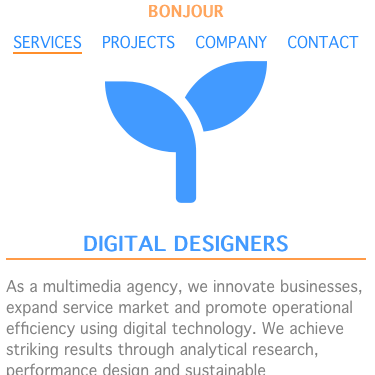 BONJOUR
SERVICES PROJECTS COMPANY CONTACT
DIGITAL DESIGNERS
As a multimedia agency, we innovate businesses,
expand service market and promote operational
efficiency using digital technology. We achieve
striking results through analytical research,
performance design and sustainable